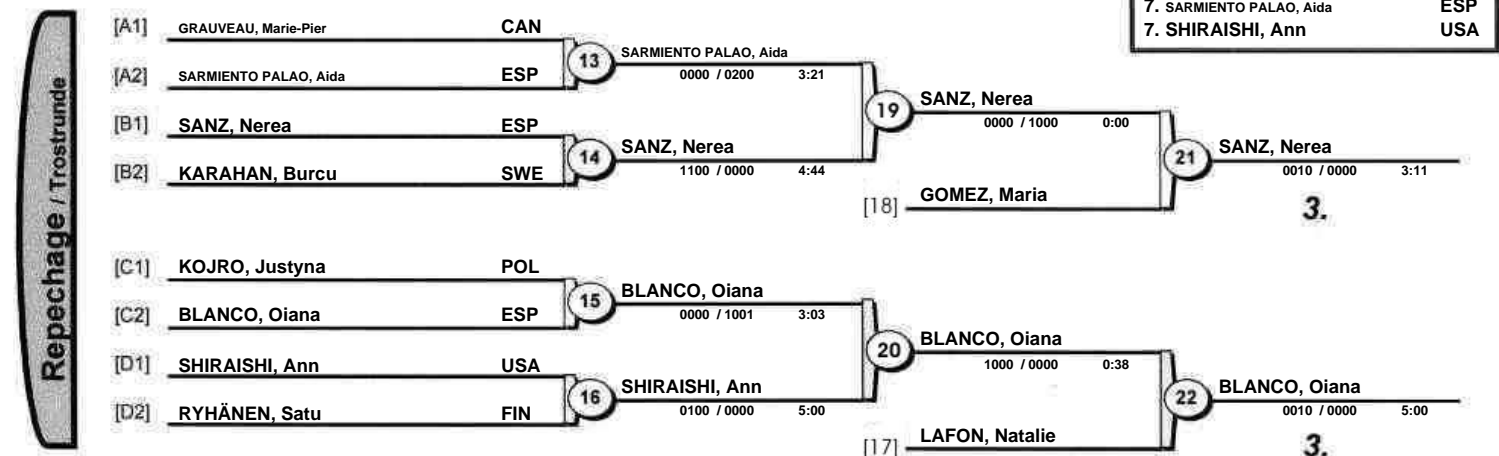 7. SARMIENTO PALAO, Aida ESP
7. SHIRAISHI, Ann USA
Repechage / Trostrunde
[A1] GRAUVEAU, Marie-Pier CAN
13
SARMIENTO PALAO, Aida
0000 / 0200 3:21
[A2] SARMIENTO PALAO, Aida ESP
19
SANZ, Nerea
0000 / 1000 0:00
[B1] SANZ, Nerea ESP
14
SANZ, Nerea
1100 / 0000 4:44
[B2] KARAHAN, Burcu SWE
21
SANZ, Nerea
0010 / 0000 3:11
[18] GOMEZ, Maria
3.
[C1] KOJRO, Justyna POL
15
BLANCO, Oiana
0000 / 1001 3:03
[C2] BLANCO, Oiana ESP
20
BLANCO, Oiana
1000 / 0000 0:38
[D1] SHIRAISHI, Ann USA
16
SHIRAISHI, Ann
0100 / 0000 5:00
[D2] RYHÄNEN, Satu FIN
22
BLANCO, Oiana
0010 / 0000 5:00
[17] LAFON, Natalie
3.